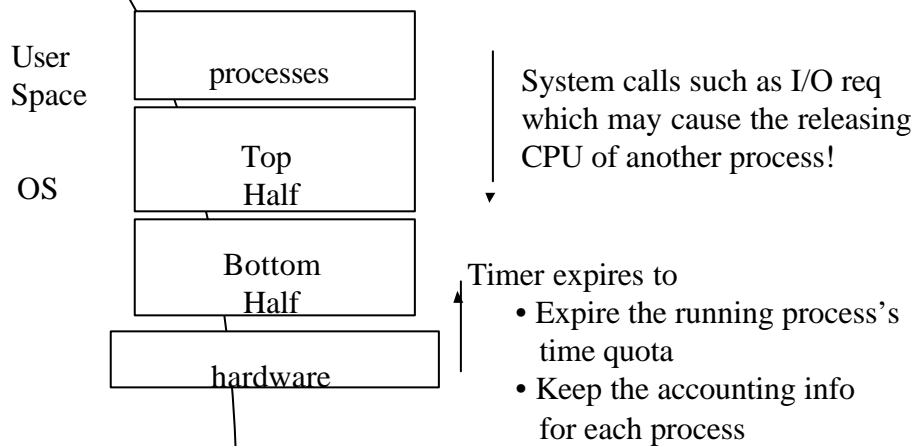 User
Space
processes
System calls such as I/O req
which may cause the releasing
CPU of another process!
OS
Top
Half
Bottom
Half
Timer expires to
• Expire the running process's
time quota
• Keep the accounting info
for each process
hardware